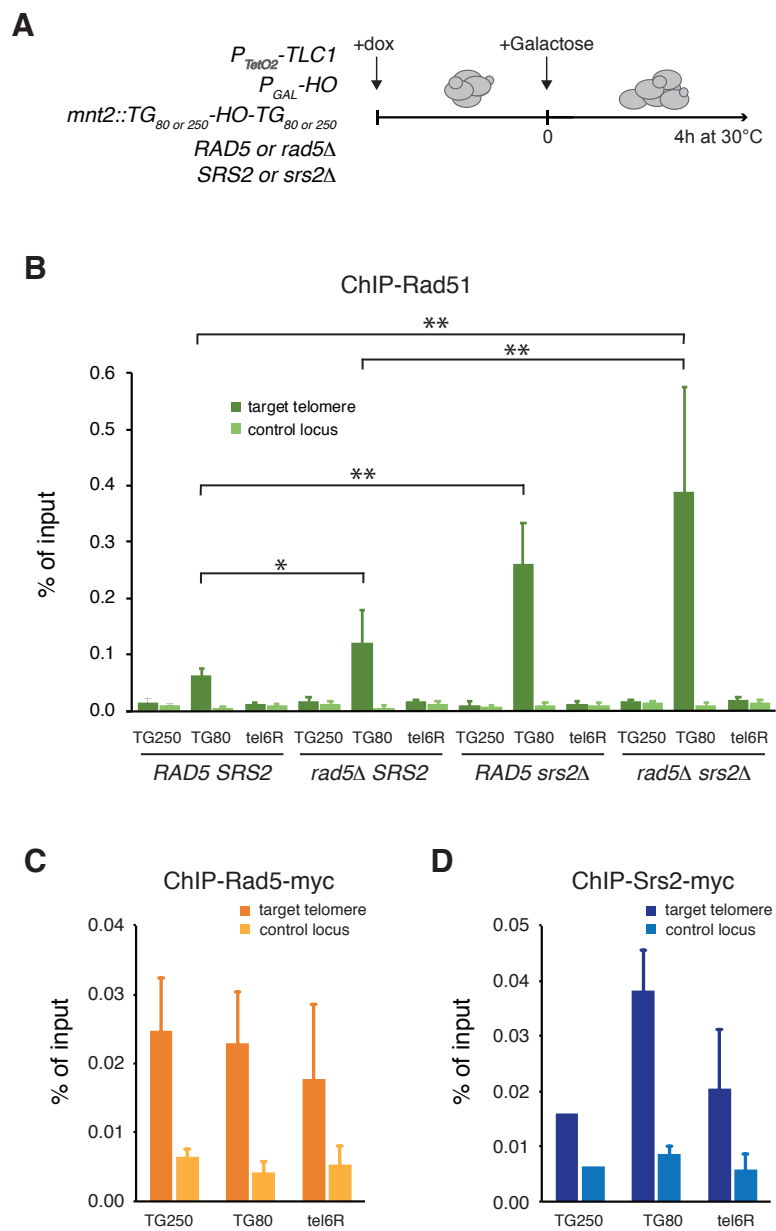 A
P_TetO2-TLC1
P_GAL-HO
mnt2::TG_80 or 250-HO-TG_80 or 250
RAD5 or rad5Δ
SRS2 or srs2Δ
+dox
+Galactose
0
4h at 30°C
B
ChIP-Rad51
**
**
**
*
target telomere
control locus
% of input
0.6
0.5
0.4
0.3
0.2
0.1
0.0
TG250 TG80 tel6R TG250 TG80 tel6R TG250 TG80 tel6R TG250 TG80 tel6R
RAD5 SRS2 rad5Δ SRS2 RAD5 srs2Δ rad5Δ srs2Δ
C
ChIP-Rad5-myc
target telomere
control locus
% of input
0.04
0.03
0.02
0.01
0.00
TG250 TG80 tel6R
D
ChIP-Srs2-myc
target telomere
control locus
% of input
0.05
0.04
0.03
0.02
0.01
0.00
TG250 TG80 tel6R